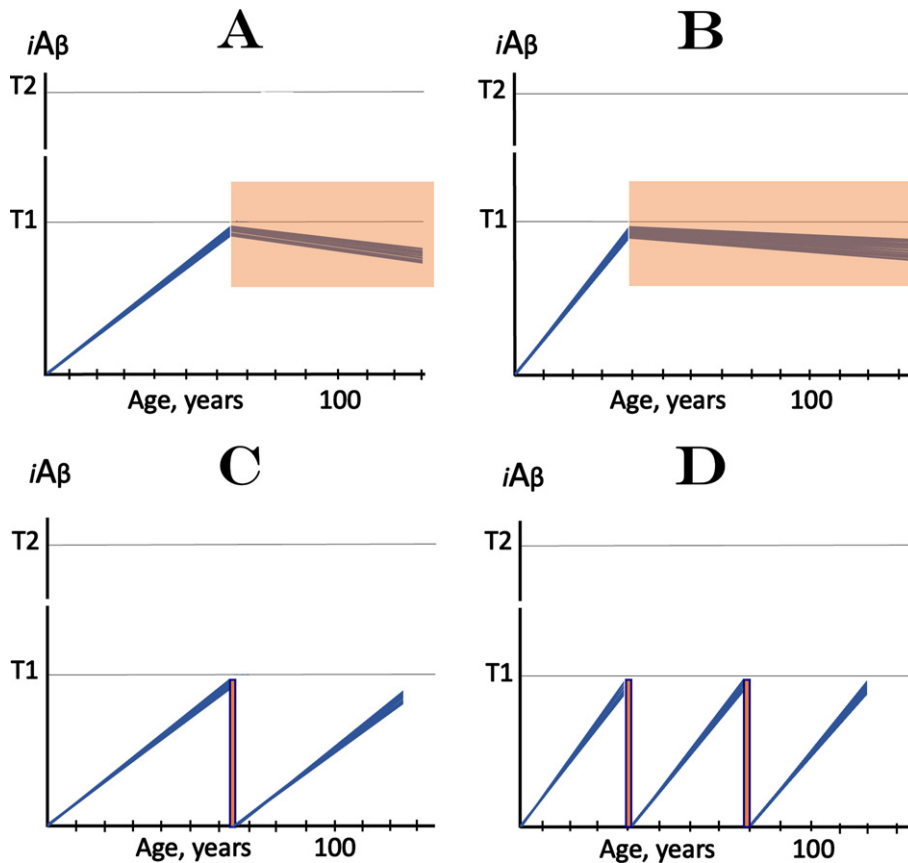 A
iAβ
T2
T1
Age, years 100
B
iAβ
T2
T1
Age, years 100
C
iAβ
T2
T1
Age, years 100
D
iAβ
T2
T1
Age, years 100